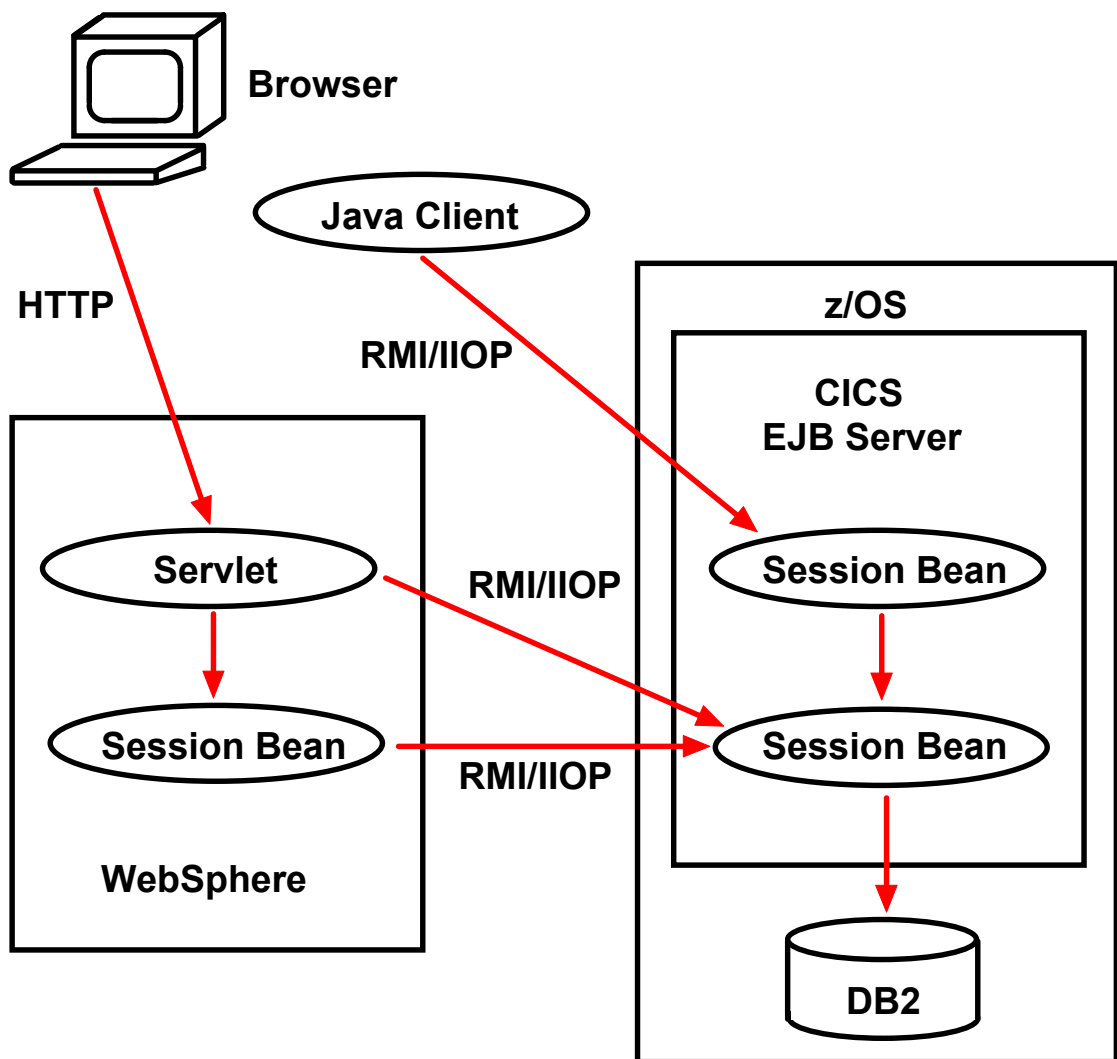 Browser
Java Client
HTTP
z/OS
RMI/IIOP
CICS
EJB Server
Servlet
RMI/IIOP
Session Bean
Session Bean
RMI/IIOP
Session Bean
WebSphere
DB2